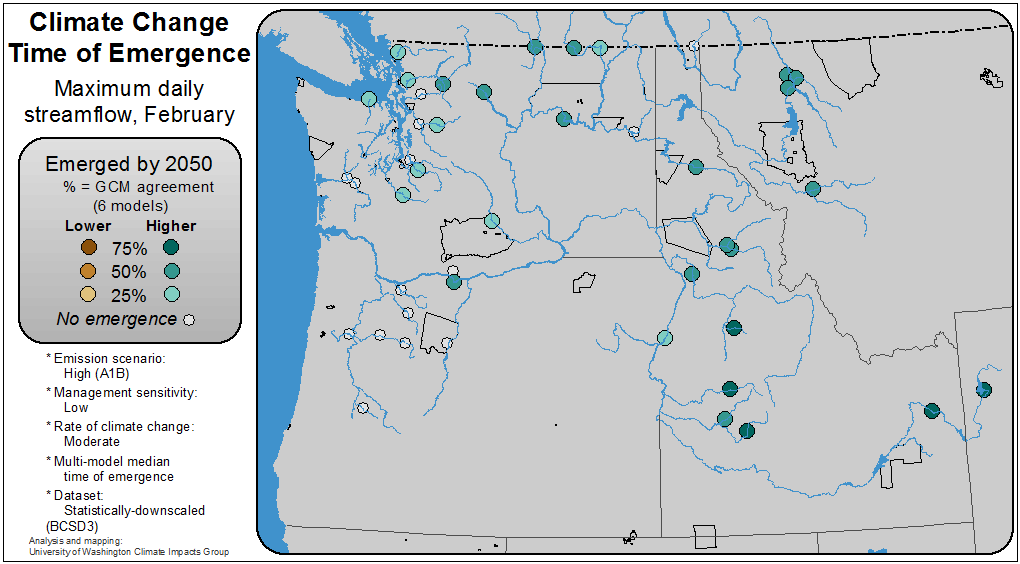 Climate Change
Time of Emergence
Maximum daily
streamflow, February
Emerged by 2050
% = GCM agreement
(6 models)
Lower Higher
75%
50%
25%
No emergence
* Emission scenario:
High (A1B)
* Management sensitivity:
Low
* Rate of climate change:
Moderate
* Multi-model median
time of emergence
* Dataset:
Statistically-downscaled
(BCSD3)
Analysis and mapping:
University of Washington Climate Impacts Group